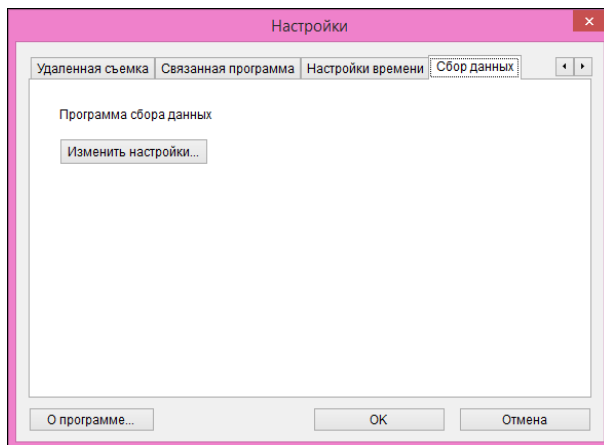 Настройки
Удаленная съемка Связанная программа Настройки времени Сбор данных
Программа сбора данных
Изменить настройки...
О программе... OK Отмена